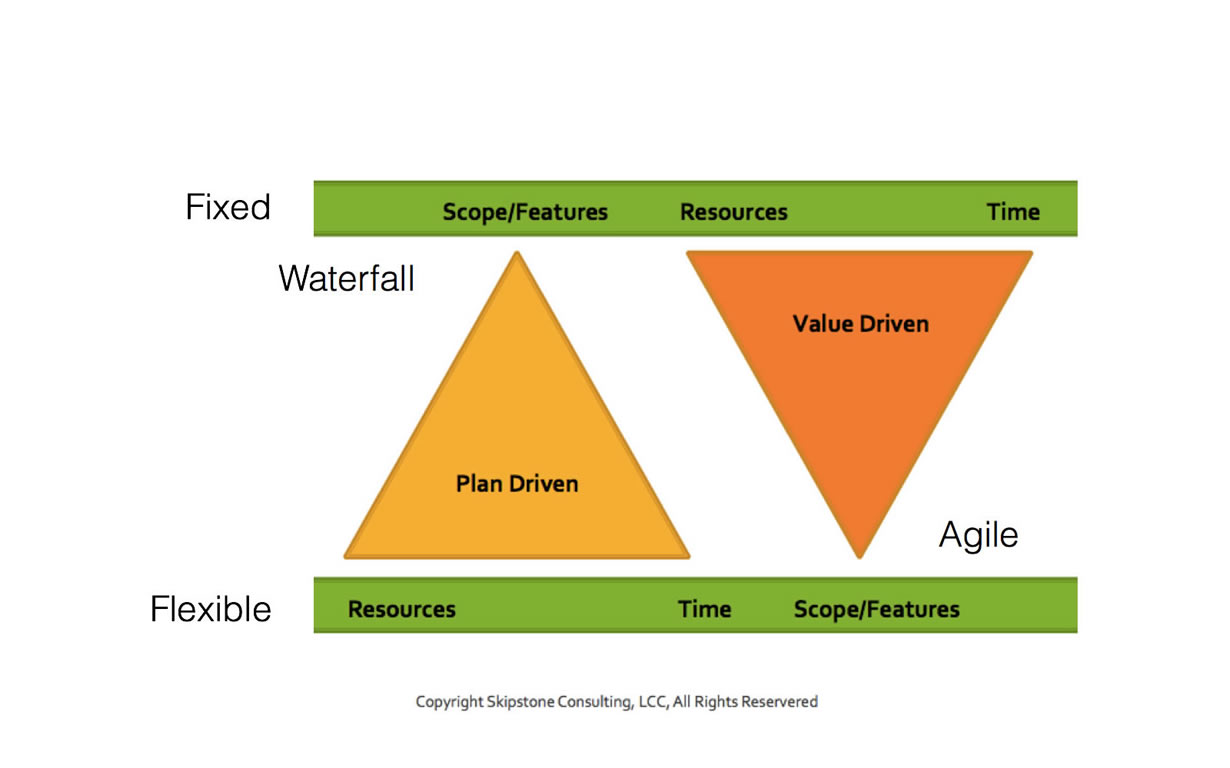 Fixed
Scope/Features Resources Time
Waterfall
Value Driven
Plan Driven
Agile
Flexible
Resources Time Scope/Features
Copyright Skipstone Consulting, LCC, All Rights Reservered